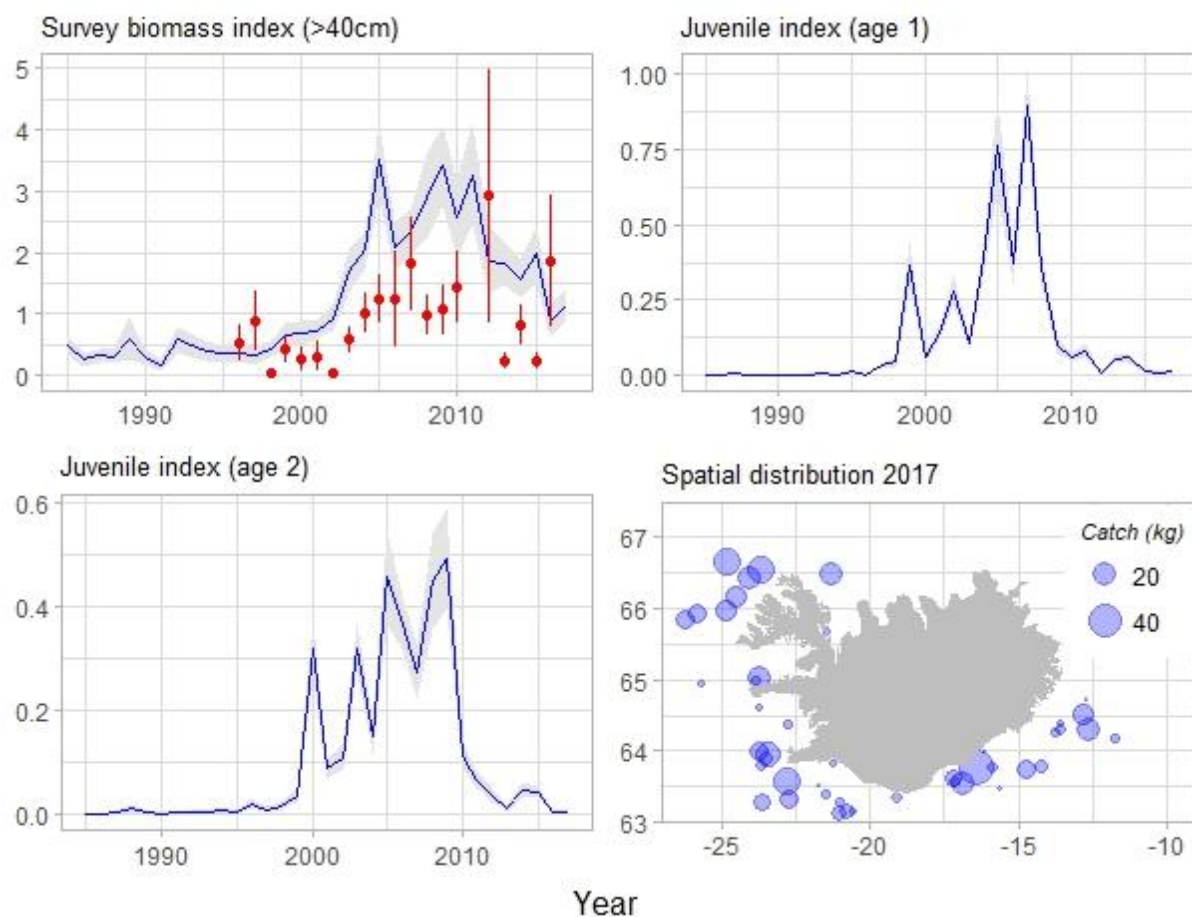 Survey biomass index (>40cm)
5
4
3
2
1
0
1990 2000 2010
Juvenile index (age 1)
1.00
0.75
0.50
0.25
0.00
1990 2000 2010
Juvenile index (age 2)
0.6
0.4
0.2
0.0
1990 2000 2010
Spatial distribution 2017
67
66
65
64
63
-25 -20 -15 -10
Catch (kg)
20
40
Year